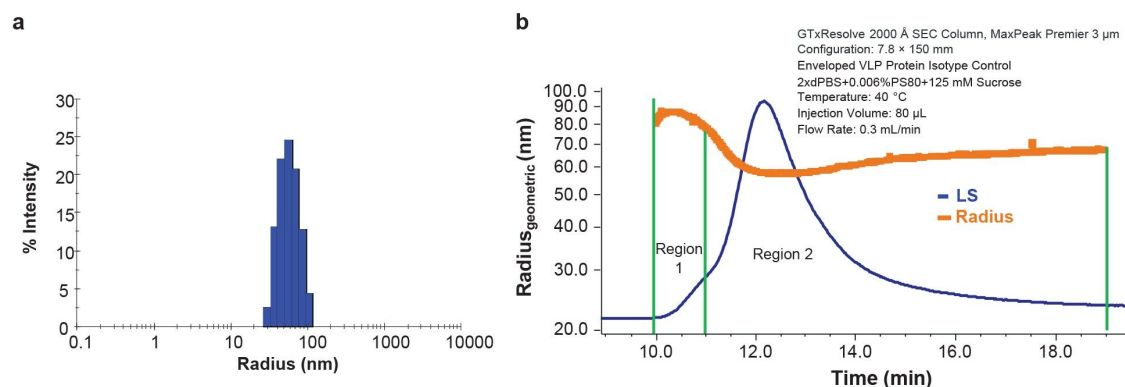 a
30
25
20
15
10
5
0
% Intensity
0.1
1
10
100
1000
10000
Radius (nm)
b
GTxResolve 2000 Å SEC Column, MaxPeak Premier 3 µm
Configuration: 7.8 × 150 mm
Enveloped VLP Protein Isotype Control
2xdPBS+0.006%PS80+125 mM Sucrose
Temperature: 40 °C
Injection Volume: 80 µL
Flow Rate: 0.3 mL/min
100.0
90.0
80.0
70.0
60.0
50.0
40.0
30.0
20.0
Radiusgeometric (nm)
LS
Radius
Region
1
Region 2
10.0
12.0
14.0
16.0
18.0
Time (min)